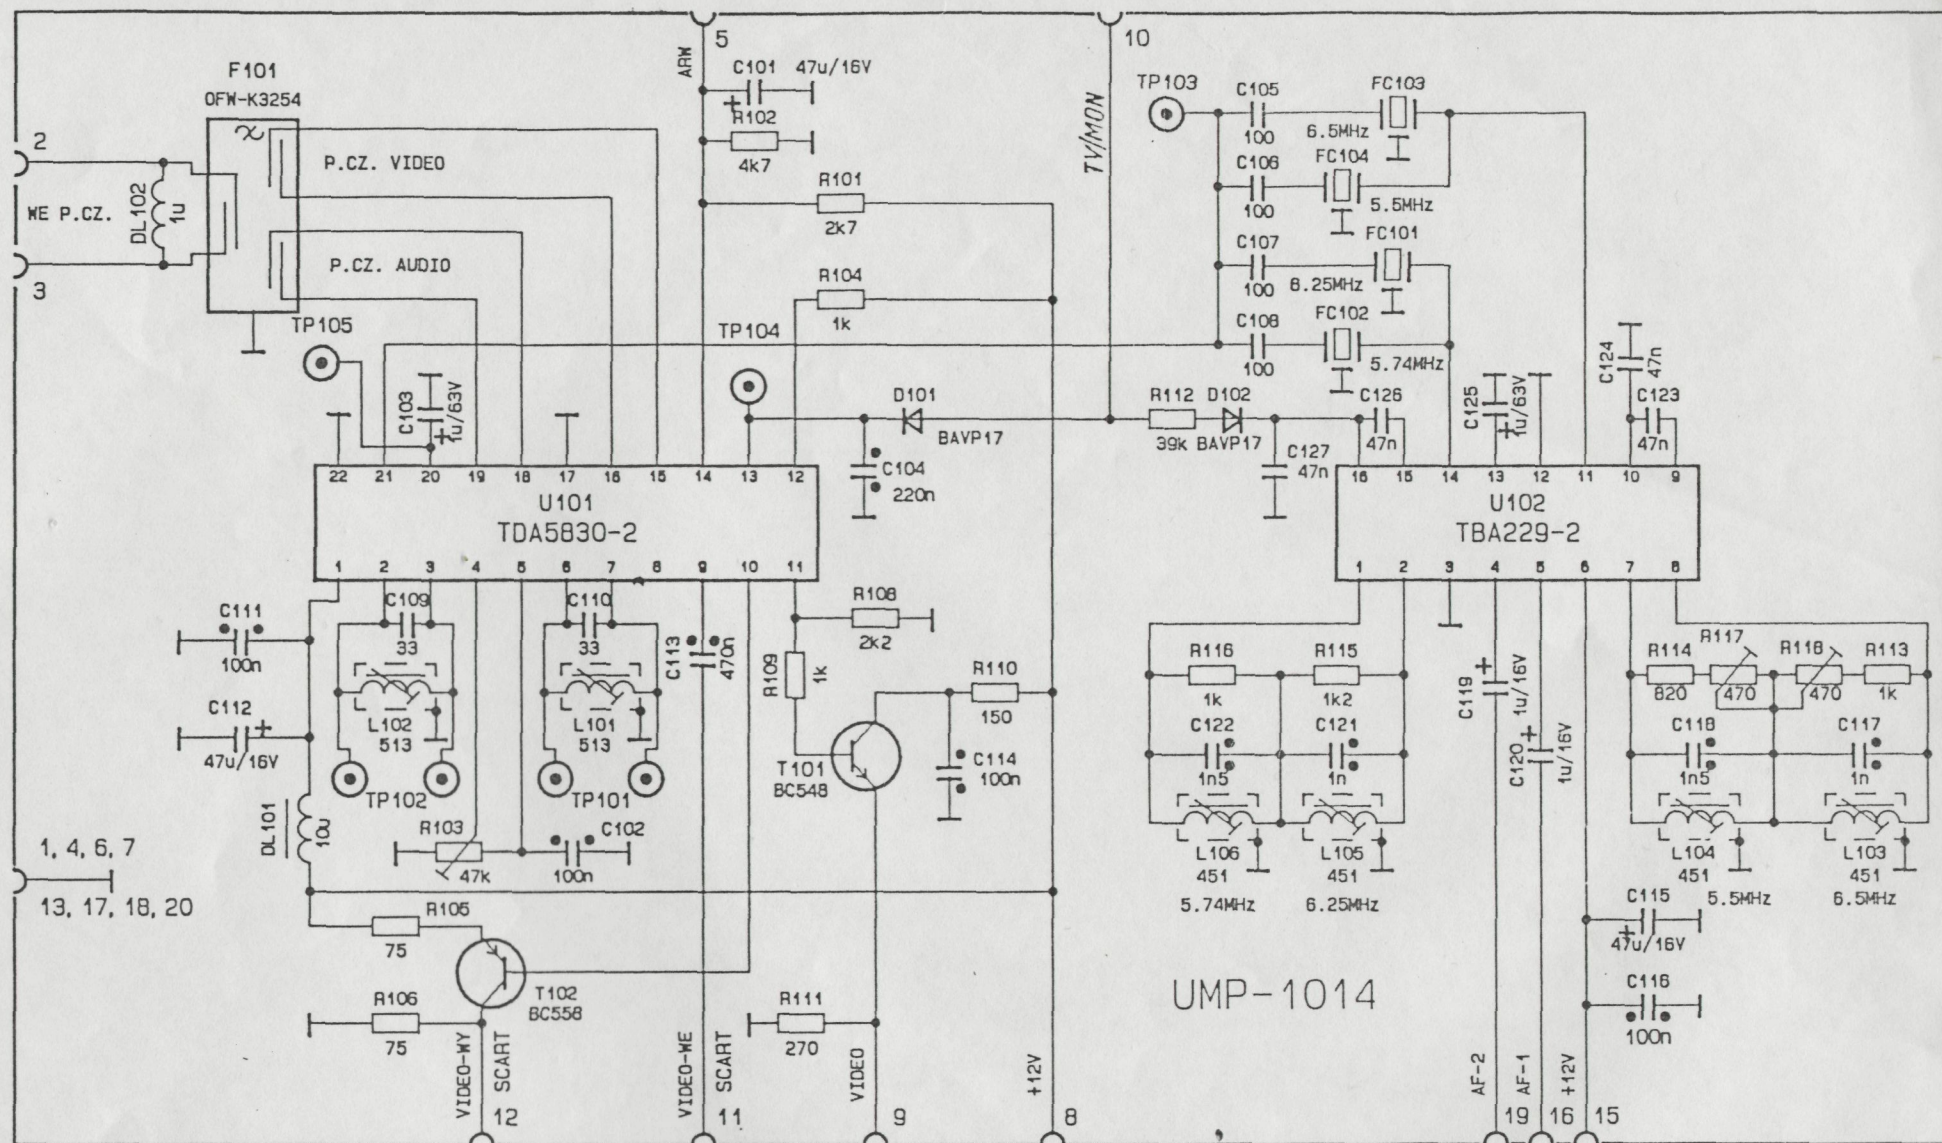 5
10
F101
OFW-K3254
ARW
C101
47u/16V
+
R102
4k7
R101
2k7
R104
1k
TV/MON
TP103
C105
100
FC103
6.5MHz
C106
100
FC104
5.5MHz
C107
100
FC101
8.25MHz
C108
100
FC102
5.74MHz
2
WE P.CZ.
3
DL102
1u
P.CZ. VIDEO
P.CZ. AUDIO
TP105
TP104
C103
1u/63V
+
D101
BAVP17
C104
220n
R112
39k
D102
BAVP17
C126
47n
C127
47n
C125
1u/63V
+
C124
47n
C123
47n
22 21 20 19 18 17 16 15 14 13 12
U101
TDA5830-2
1 2 3 4 5 6 7 8 9 10 11
16 15 14 13 12 11 10 9
U102
TBA229-2
1 2 3 4 5 6 7 8
C111
100n
C112
+
47u/16V
C109
33
L102
513
TP102
C110
33
L101
513
TP101
C113
470n
R108
2k2
R109
1k
R110
150
T101
BC548
C114
100n
DL101
10u
R103
47k
C102
100n
1, 4, 6, 7
13, 17, 18, 20
R105
75
R106
75
T102
BC558
R111
270
R116
1k
R115
1k2
C122
1n5
C121
1n
L106
451
5.74MHz
L105
451
6.25MHz
C119
+
1u/16V
C120
+
1u/16V
R114
820
R117
470
R118
470
R113
1k
C118
1n5
C117
1n
L104
451
5.5MHz
L103
451
6.5MHz
C115
+
47u/16V
C116
100n
UMP-1014
VIDEO-WY
SCART
12
VIDEO-WE
SCART
11
VIDEO
9
+12V
8
AF-2
19
AF-1
16
+12V
15